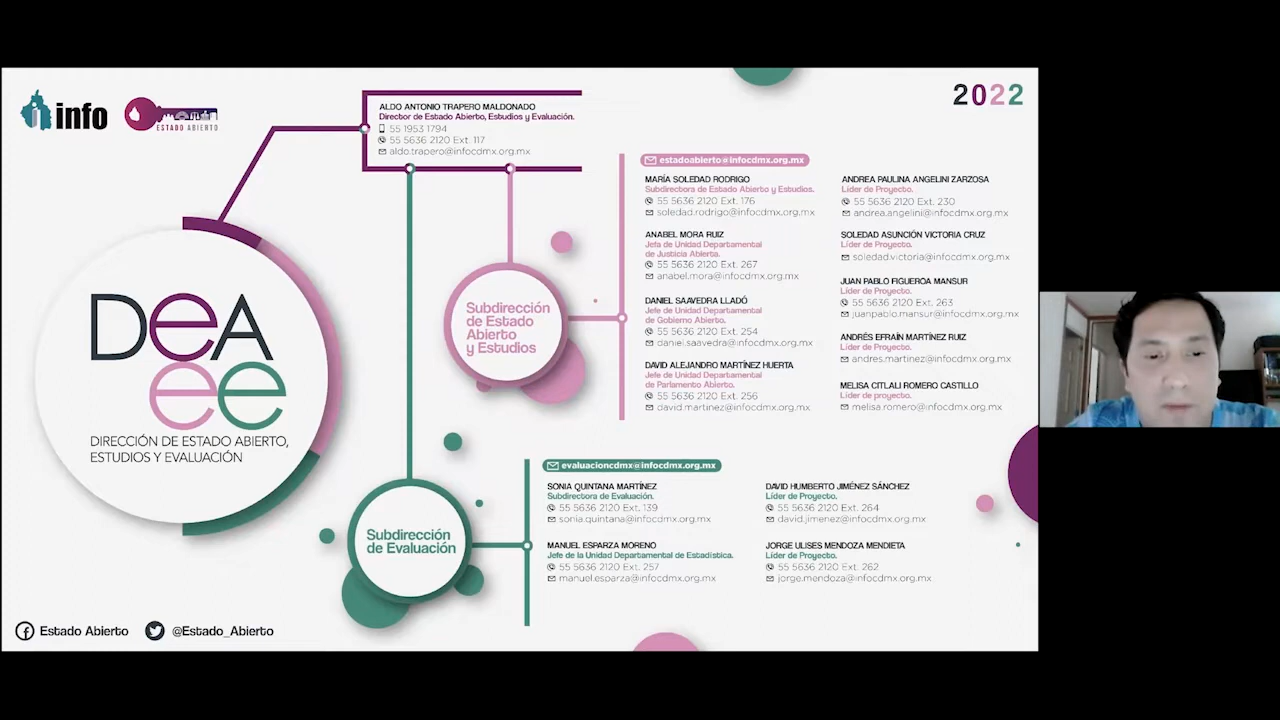 info
ESTADO ABIERTO
2022
ALDO ANTONIO TRAPERO MALDONADO
Director de Estado Abierto, Estudios y Evaluación.
55 1953 1794
55 5636 2120 Ext. 117
aldo.trapero@infocdmx.org.mx
DeA
ee
DIRECCIÓN DE ESTADO ABIERTO,
ESTUDIOS Y EVALUACIÓN
Subdirección
de Estado
Abierto
y Estudios
estadoabierto@infocdmx.org.mx
MARÍA SOLEDAD RODRIGO
Subdirectora de Estado Abierto y Estudios.
55 5636 2120 Ext. 176
soledad.rodrigo@infocdmx.org.mx
ANABEL MORA RUIZ
Jefa de Unidad Departamental
de Justicia Abierta.
55 5636 2120 Ext. 267
anabel.mora@infocdmx.org.mx
DANIEL SAAVEDRA LLADÓ
Jefe de Unidad Departamental
de Gobierno Abierto.
55 5636 2120 Ext. 254
daniel.saavedra@infocdmx.org.mx
DAVID ALEJANDRO MARTÍNEZ HUERTA
Jefe de Unidad Departamental
de Parlamento Abierto.
55 5636 2120 Ext. 256
david.martinez@infocdmx.org.mx
ANDREA PAULINA ANGELINI ZARZOSA
Líder de Proyecto.
55 5636 2120 Ext. 230
andrea.angelini@infocdmx.org.mx
SOLEDAD ASUNCIÓN VICTORIA CRUZ
Líder de Proyecto.
soledad.victoria@infocdmx.org.mx
JUAN PABLO FIGUEROA MANSUR
Líder de Proyecto.
55 5636 2120 Ext. 263
juanpablo.mansur@infocdmx.org.mx
ANDRÉS EFRAÍN MARTÍNEZ RUIZ
Líder de Proyecto.
andres.martinez@infocdmx.org.mx
MELISA CITLALI ROMERO CASTILLO
Líder de proyecto.
melisa.romero@infocdmx.org.mx
Subdirección
de Evaluación
evaluacioncdmx@infocdmx.org.mx
SONIA QUINTANA MARTÍNEZ
Subdirectora de Evaluación.
55 5636 2120 Ext. 139
sonia.quintana@infocdmx.org.mx
MANUEL ESPARZA MORENO
Jefe de la Unidad Departamental de Estadística.
55 5636 2120 Ext. 257
manuel.esparza@infocdmx.org.mx
DAVID HUMBERTO JIMÉNEZ SÁNCHEZ
Líder de Proyecto.
55 5636 2120 Ext. 264
david.jimenez@infocdmx.org.mx
JORGE ULISES MENDOZA MENDIETA
Líder de Proyecto.
55 5636 2120 Ext. 262
jorge.mendoza@infocdmx.org.mx
Estado Abierto
@Estado_Abierto